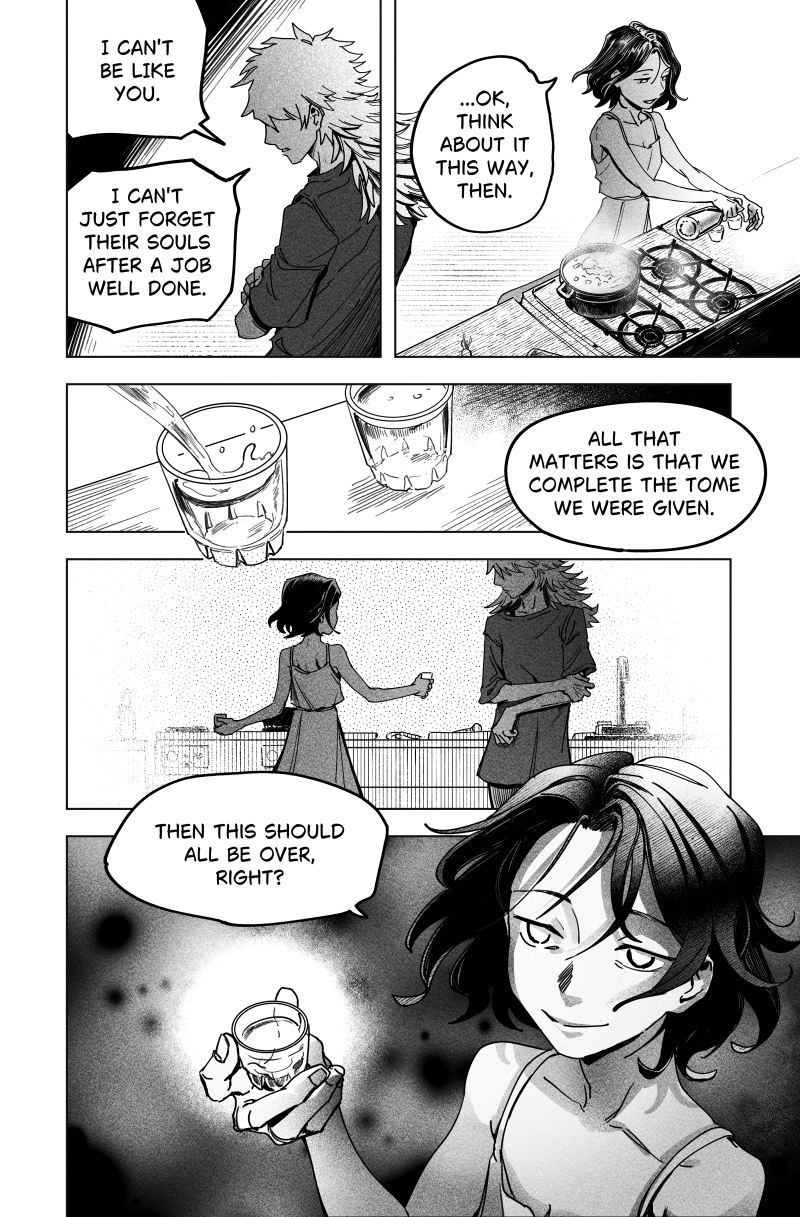 I CAN'T
BE LIKE
YOU.
I CAN'T
JUST FORGET
THEIR SOULS
AFTER A JOB
WELL DONE.
...OK,
THINK
ABOUT IT
THIS WAY,
THEN.
ALL THAT
MATTERS IS THAT WE
COMPLETE THE TOME
WE WERE GIVEN.
THEN THIS SHOULD
ALL BE OVER,
RIGHT?